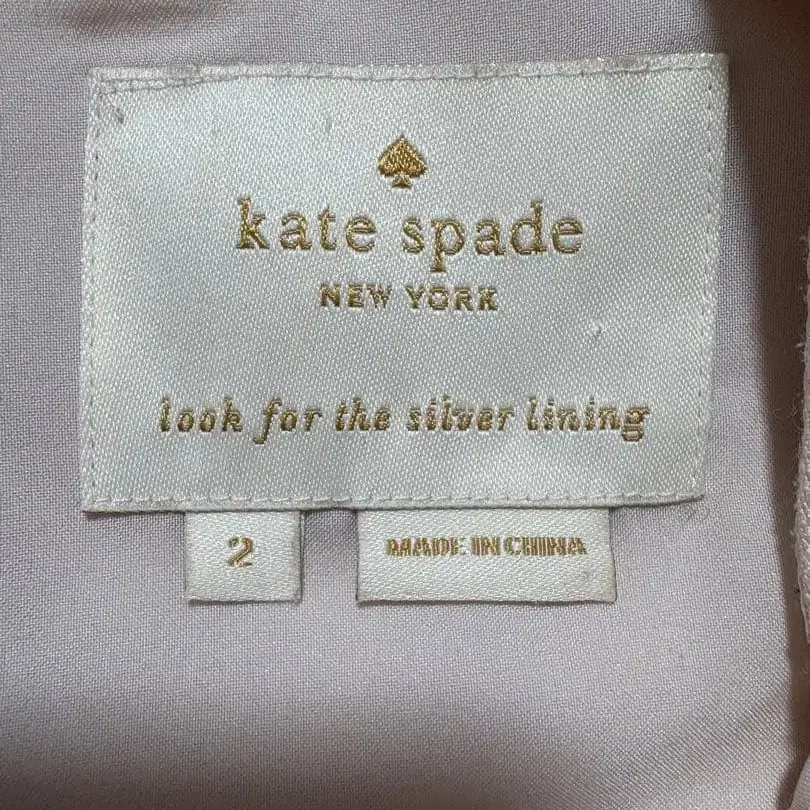 kate spade
NEW YORK
look for the silver lining
2
MADE IN CHINA